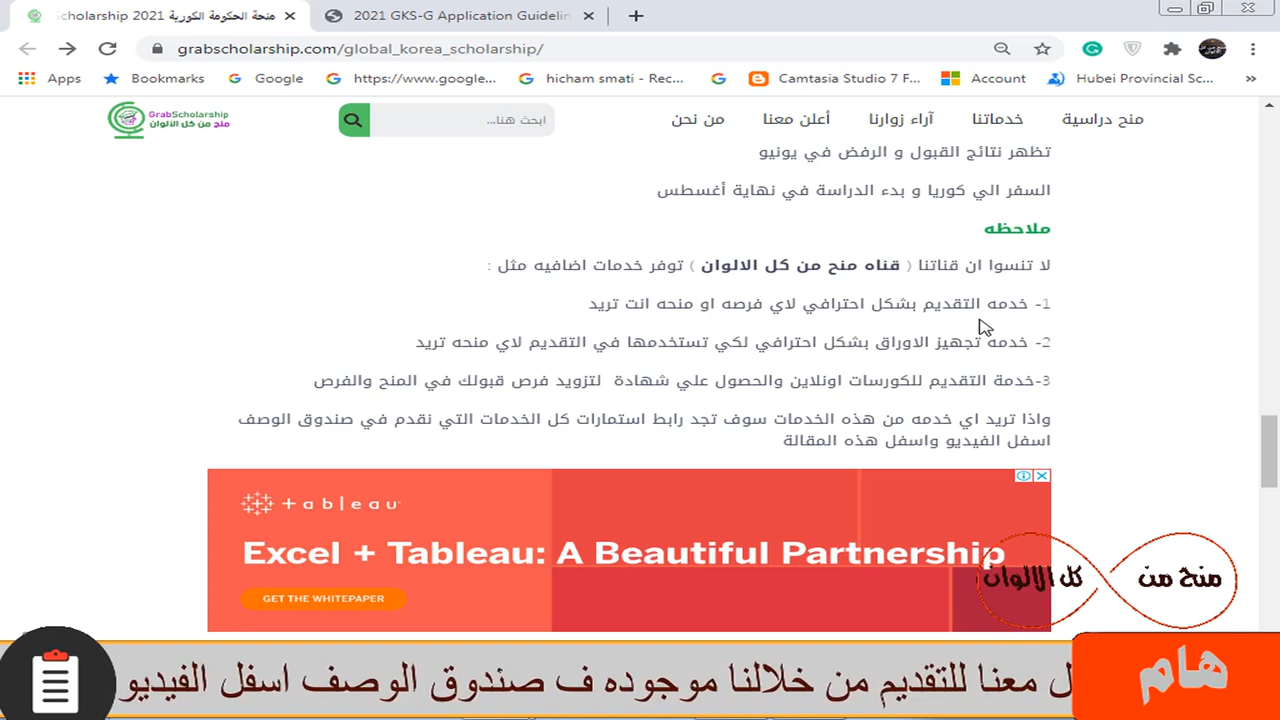 منحة الحكومة الكورية 2021 Scholarship
2021 GKS-G Application Guidelin
grabscholarship.com/global_korea_scholarship/
Apps
Bookmarks
Google
https://www.google...
hicham smati - Rec...
Camtasia Studio 7 F...
Account
Hubei Provincial Sc...
GrabScholarship
منح من كل الالوان
ابحث هنا...
منح دراسية
خدماتنا
آراء زوارنا
أعلن معنا
من نحن
تظهر نتائج القبول و الرفض في يونيو
السفر الي كوريا و بدء الدراسة في نهاية أغسطس
ملاحظه
لا تنسوا ان قناتنا ( قناه منح من كل الالوان ) توفر خدمات اضافيه مثل :
1- خدمه التقديم بشكل احترافي لاي فرصه او منحه انت تريد
2- خدمه تجهيز الاوراق بشكل احترافي لكي تستخدمها في التقديم لاي منحه تريد
3-خدمة التقديم للكورسات اونلاين والحصول علي شهادة لتزويد فرص قبولك في المنح والفرص
واذا تريد اي خدمه من هذه الخدمات سوف تجد رابط استمارات كل الخدمات التي نقدم في صندوق الوصف
اسفل الفيديو واسفل هذه المقالة
+ a b l e a u
Excel + Tableau: A Beautiful Partnership
GET THE WHITEPAPER
منح من كل الالوان
هام
ل معنا للتقديم من خلالنا موجوده ف صندوق الوصف اسفل الفيديو